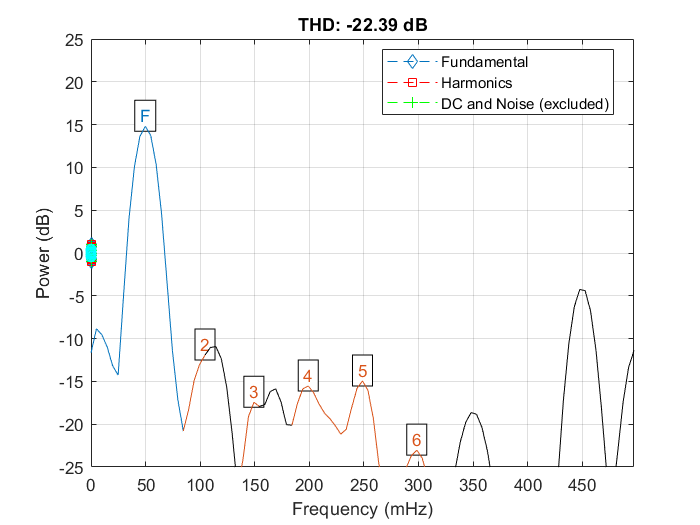 THD: -22.39 dB
Fundamental
Harmonics
DC and Noise (excluded)
F
2
3
4
5
6
25
20
15
10
5
0
-5
-10
-15
-20
-25
Power (dB)
0 50 100 150 200 250 300 350 400 450
Frequency (mHz)